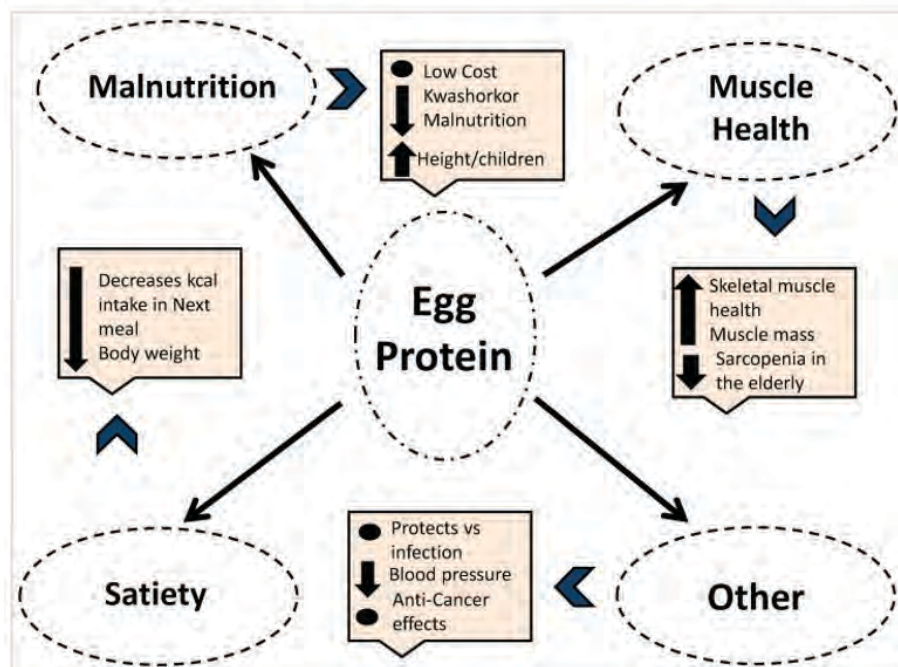 Malnutrition
Low Cost
Kwashorkor
Malnutrition
Height/children
Muscle
Health
Decreases kcal
intake in Next
meal
Body weight
Egg
Protein
Skeletal muscle
health
Muscle mass
Sarcopenia in
the elderly
Satiety
Protects vs
infection
Blood pressure
Anti-Cancer
effects
Other